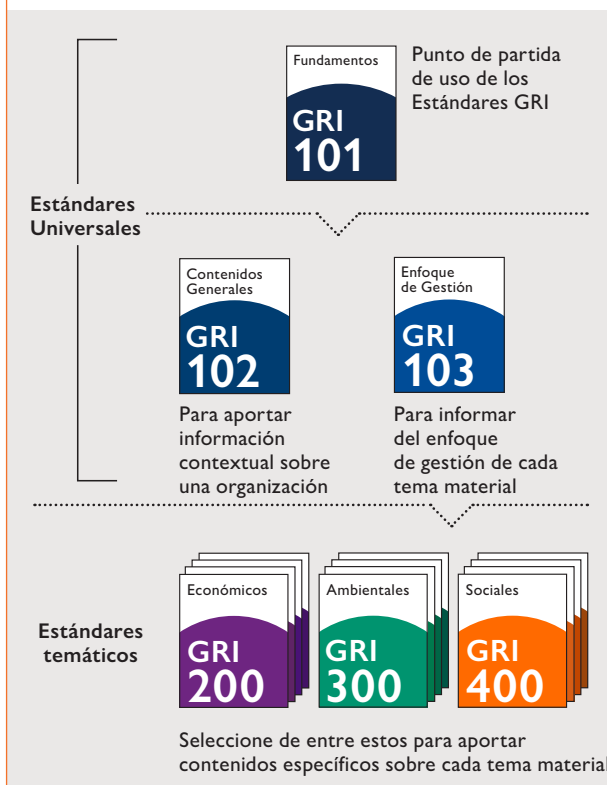 Fundamentos
GRI
101
Punto de partida
de uso de los
Estándares GRI
Estándares
Universales
Contenidos
Generales
GRI
102
Enfoque
de Gestión
GRI
103
Para aportar
información
contextual sobre
una organización
Para informar
del enfoque
de gestión de cada
tema material
Estándares
temáticos
Económicos
GRI
200
Ambientales
GRI
300
Sociales
GRI
400
Seleccione de entre estos para aportar
contenidos específicos sobre cada tema material